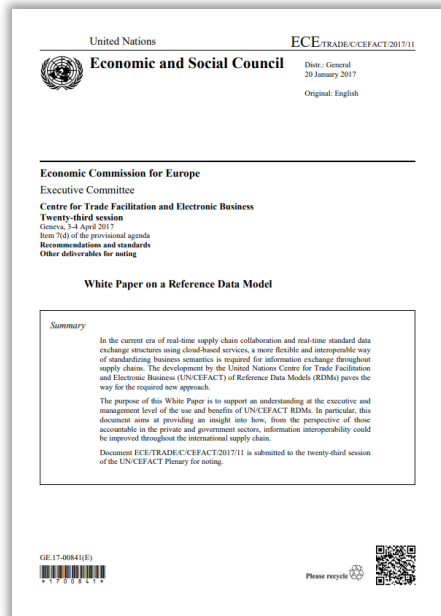 United Nations
ECE/TRADE/C/CEFACT/2017/11
Economic and Social Council
Distr.: General
20 January 2017
Original: English
Economic Commission for Europe
Executive Committee
Centre for Trade Facilitation and Electronic Business
Twenty-third session
Geneva, 3-4 April 2017
Item 7(d) of the provisional agenda
Recommendations and standards
Other deliverables for noting
White Paper on a Reference Data Model
Summary
In the current era of real-time supply chain collaboration and real-time standard data
exchange structures using cloud-based services, a more flexible and interoperable way
of standardizing business semantics is required for information exchange throughout
supply chains. The development by the United Nations Centre for Trade Facilitation
and Electronic Business (UN/CEFACT) of Reference Data Models (RDMs) paves the
way for the required new approach.
The purpose of this White Paper is to support an understanding at the executive and
management level of the use and benefits of UN/CEFACT RDMs. In particular, this
document aims at providing an insight into how, from the perspective of those
accountable in the private and government sectors, information interoperability could
be improved throughout the international supply chain.
Document ECE/TRADE/C/CEFACT/2017/11 is submitted to the twenty-third session
of the UN/CEFACT Plenary for noting.
GE.17-00841(E)
*1700841*
Please recycle